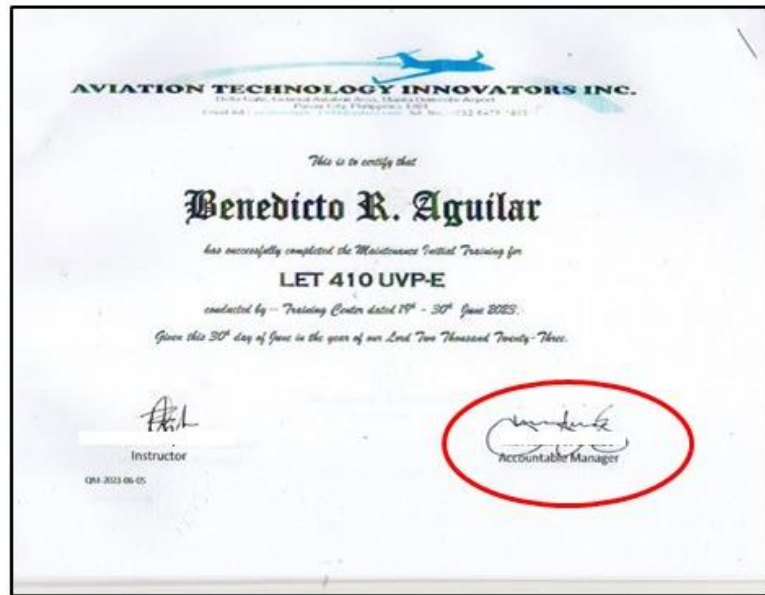 AVIATION TECHNOLOGY INNOVATORS INC.
This is to certify that
Benedicto R. Aguilar
has successfully completed the Maintenance Initial Training for
LET 410 UVP-E
conducted by - Training Center dated 19th - 30th June 2023.
Given this 30th day of June in the year of our Lord Two Thousand Twenty-Three.
Instructor
Accountable Manager
QM-2023-06-05